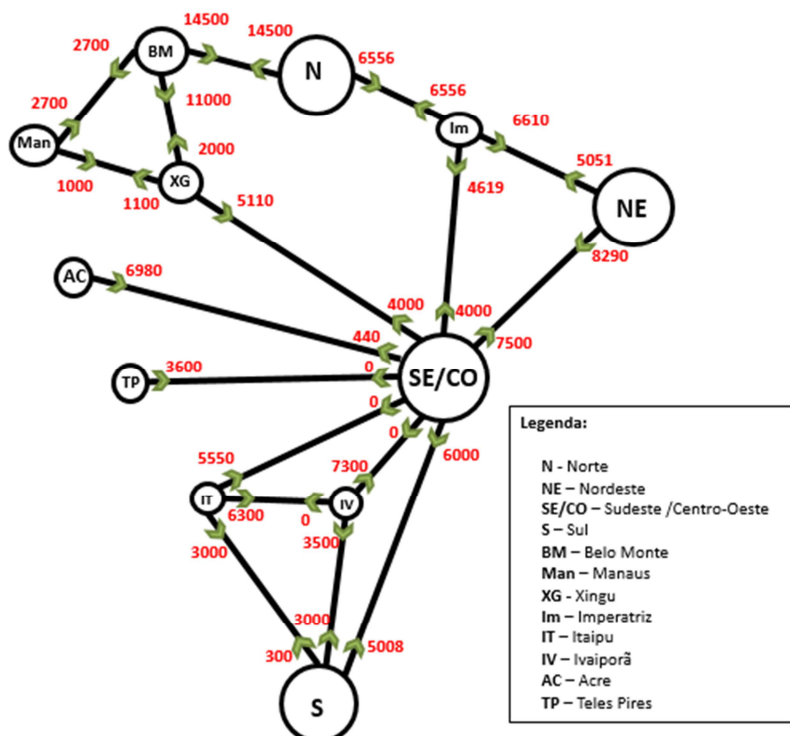 14500
14500
2700
BM
N
6556
11000
6556
2700
Im
6610
Man
2000
5051
1000
XG
4619
1100
5110
NE
8290
AC
6980
4000
4000
440
7500
3600
0
TP
SE/CO
0
0
6000
5550
7300
IT
6300
IV
0
3000
3500
3000
300
5008
S
Legenda:
N - Norte
NE – Nordeste
SE/CO – Sudeste /Centro-Oeste
S – Sul
BM – Belo Monte
Man – Manaus
XG - Xingu
Im – Imperatriz
IT – Itaipu
IV – Ivaiporã
AC – Acre
TP – Teles Pires